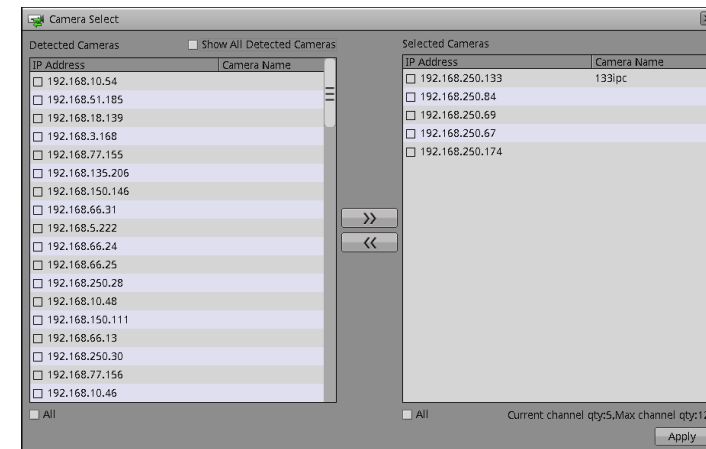 Camera Select
Detected Cameras Show All Detected Cameras
IP Address Camera Name
192.168.10.54
192.168.51.185
192.168.18.139
192.168.3.168
192.168.77.155
192.168.135.206
192.168.150.146
192.168.66.31
192.168.5.222
192.168.66.24
192.168.66.25
192.168.250.28
192.168.10.48
192.168.150.111
192.168.66.13
192.168.250.30
192.168.77.156
192.168.10.46
All
>>
<<
Selected Cameras
IP Address Camera Name
192.168.250.133 133ipc
192.168.250.84
192.168.250.69
192.168.250.67
192.168.250.174
All Current channel qty:5,Max channel qty:12
Apply